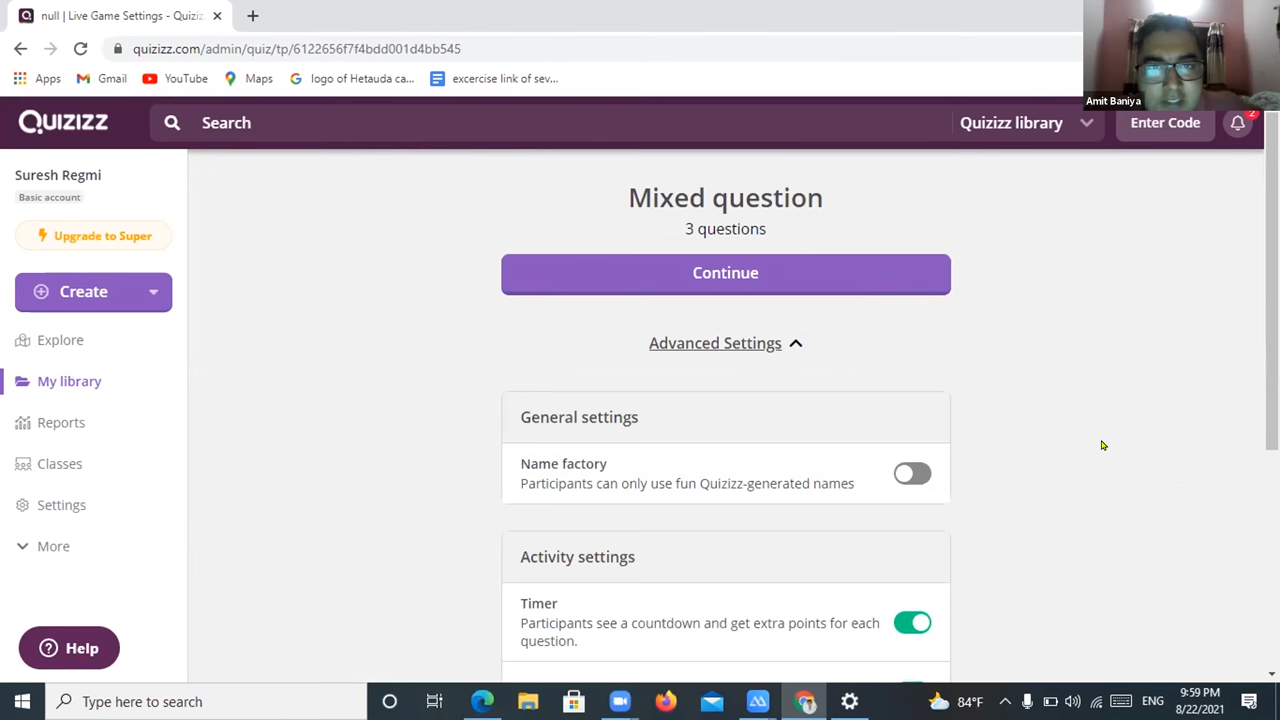 null | Live Game Settings - Quiziz
quizizz.com/admin/quiz/tp/6122656f7f4bdd001d4bb545
Apps
Gmail
YouTube
Maps
logo of Hetauda ca...
excercise link of sev...
Amit Baniya
QUIZIZZ
Search
Quizizz library
Enter Code
2
Suresh Regmi
Basic account
Upgrade to Super
Create
Explore
My library
Reports
Classes
Settings
More
Help
Mixed question
3 questions
Continue
Advanced Settings
General settings
Name factory
Participants can only use fun Quizizz-generated names
Activity settings
Timer
Participants see a countdown and get extra points for each
question.
Type here to search
84°F
ENG
9:59 PM
8/22/2021